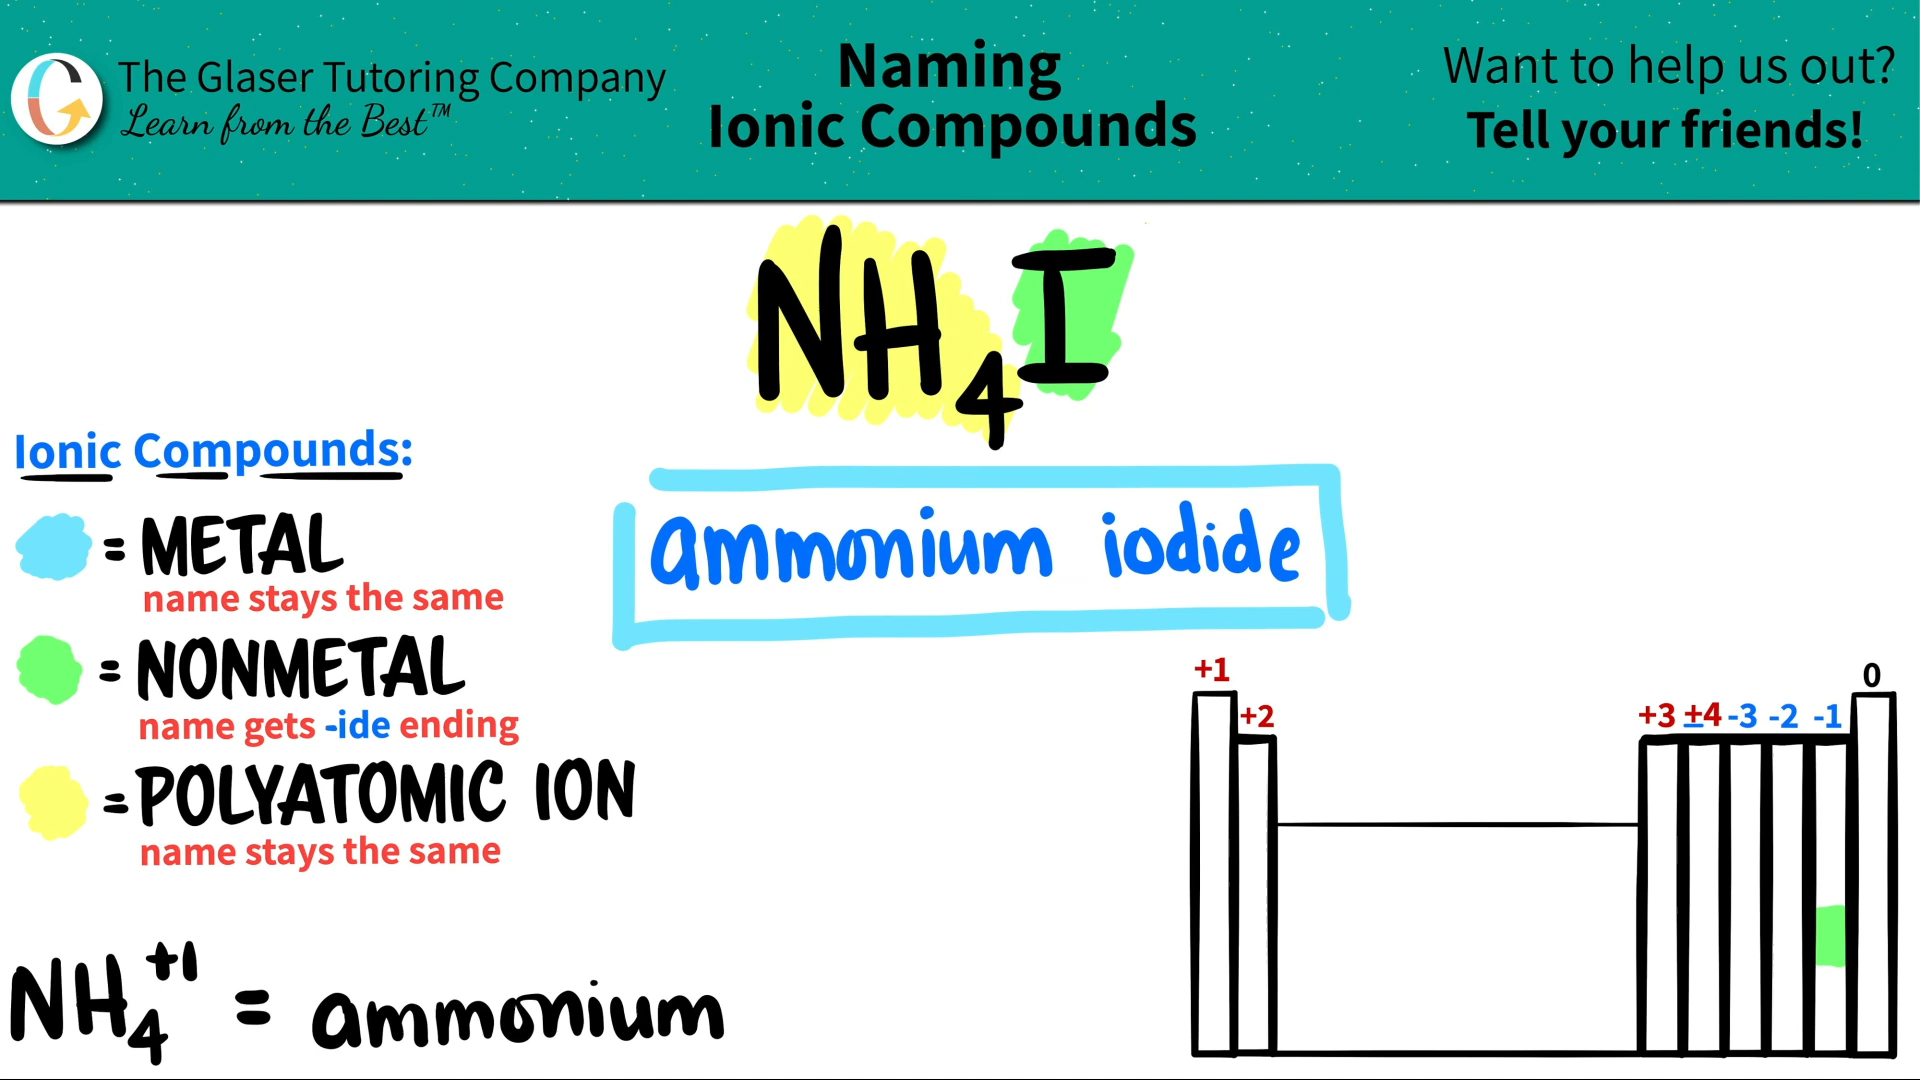 The Glaser Tutoring Company
Learn from the Best™
Naming
Ionic Compounds
Want to help us out?
Tell your friends!
NH₄I
ammonium iodide
Ionic Compounds:
= METAL
name stays the same
= NONMETAL
name gets -ide ending
= POLYATOMIC ION
name stays the same
NH₄⁺¹ = ammonium
+1
+2
+3 ±4 -3 -2 -1
0